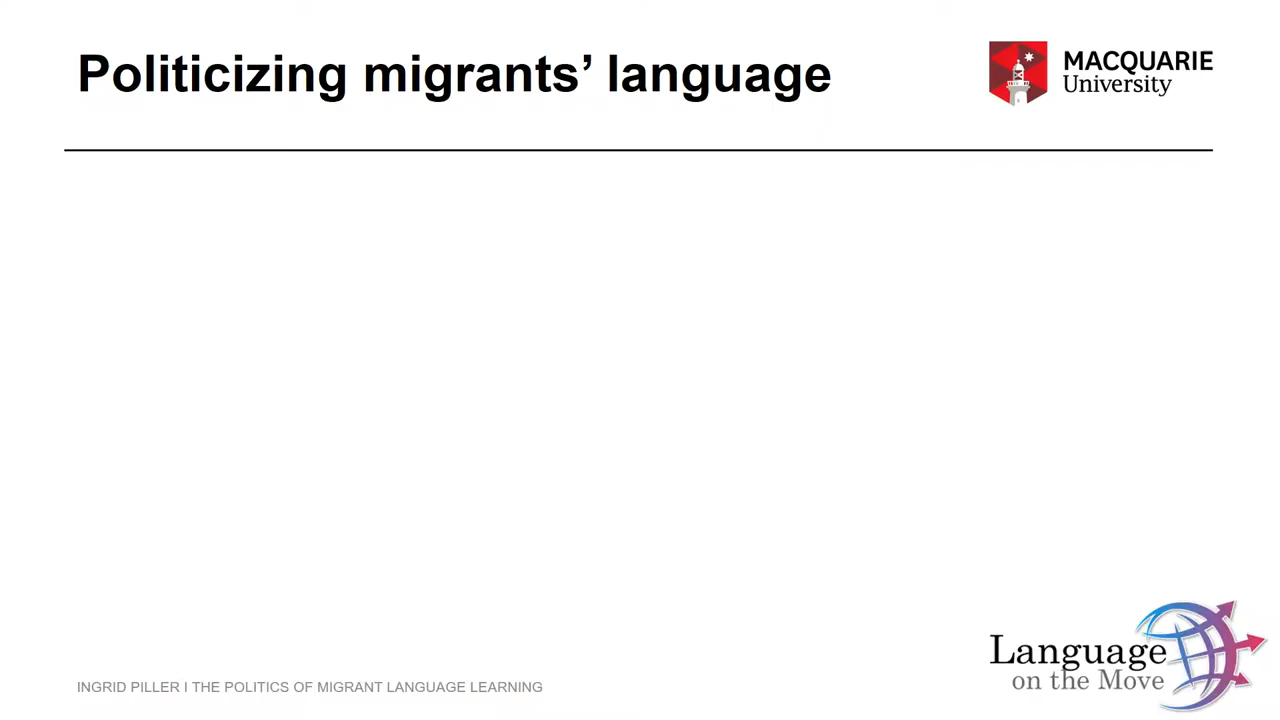 Politicizing migrants’ language
MACQUARIE
University
Language
on the Move
INGRID PILLER I THE POLITICS OF MIGRANT LANGUAGE LEARNING